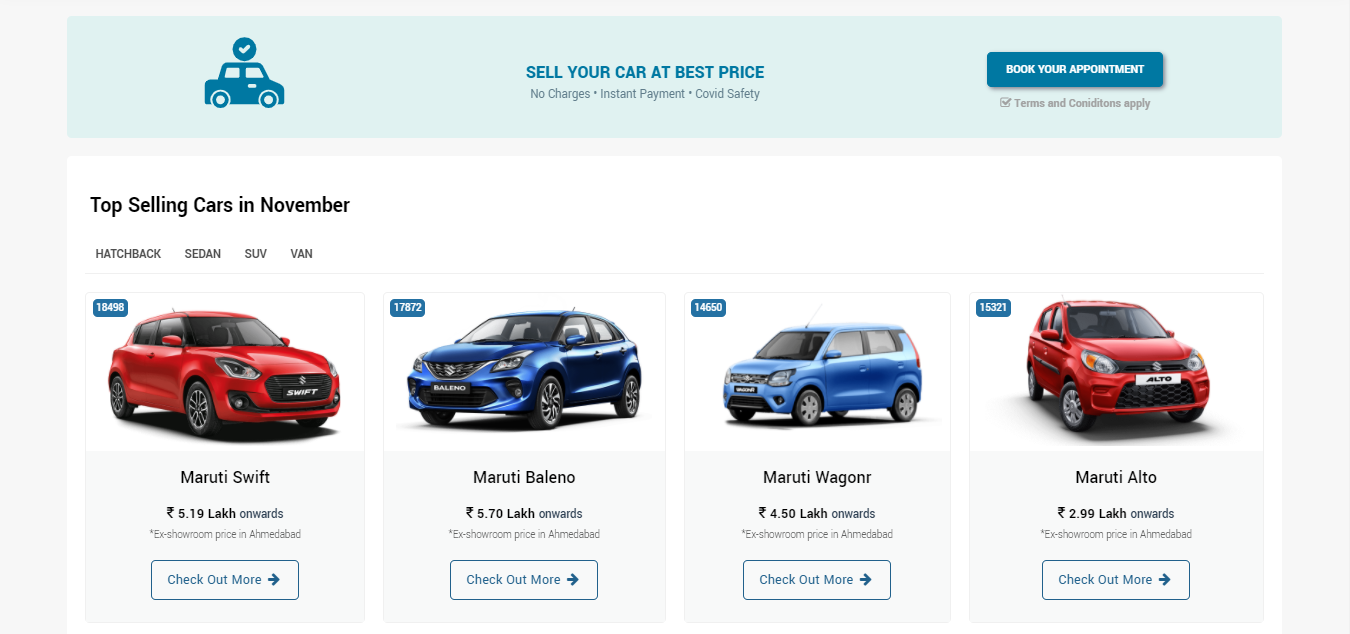 SELL YOUR CAR AT BEST PRICE
No Charges • Instant Payment • Covid Safety
BOOK YOUR APPOINTMENT
Terms and Coniditons apply
Top Selling Cars in November
HATCHBACK SEDAN SUV VAN
18498
17872
14650
15321
SWIFT
BALENO
WAGONR
ALTO
Maruti Swift
Maruti Baleno
Maruti Wagonr
Maruti Alto
₹ 5.19 Lakh onwards
₹ 5.70 Lakh onwards
₹ 4.50 Lakh onwards
₹ 2.99 Lakh onwards
*Ex-showroom price in Ahmedabad
*Ex-showroom price in Ahmedabad
*Ex-showroom price in Ahmedabad
*Ex-showroom price in Ahmedabad
Check Out More
Check Out More
Check Out More
Check Out More